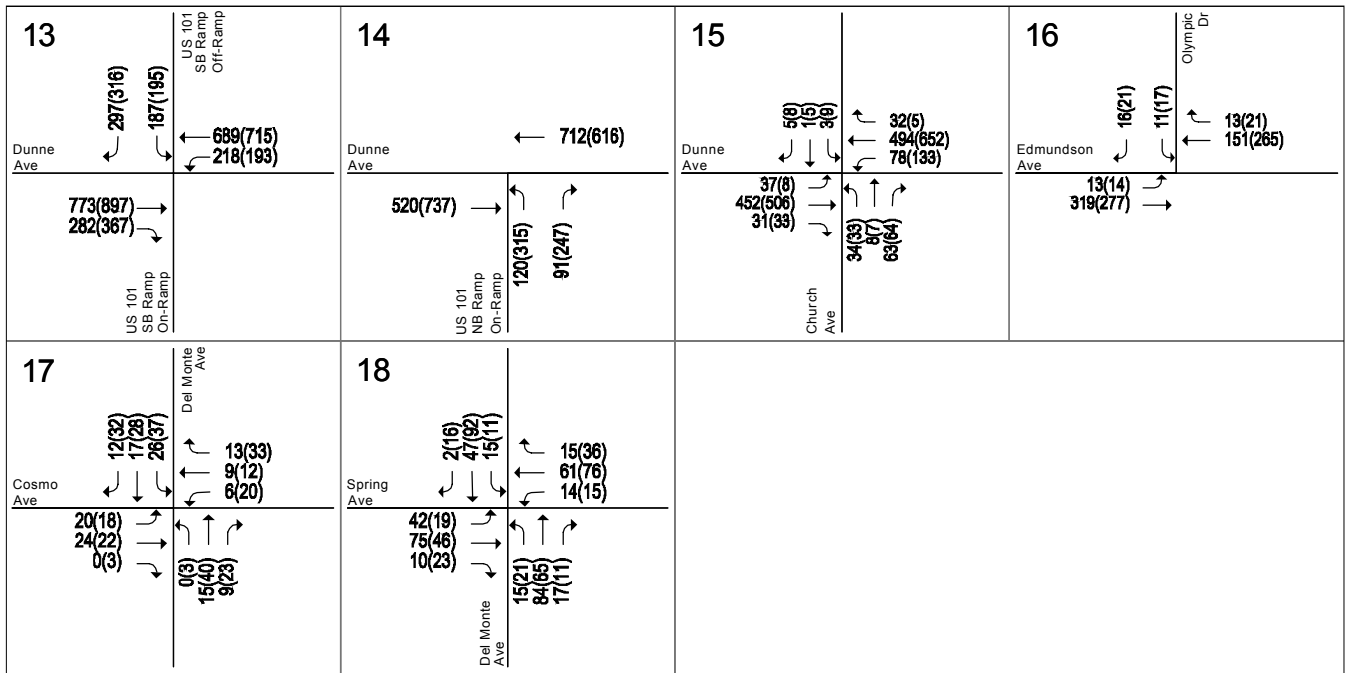 13
US 101
SB Ramp
Off-Ramp
297(316)
187(195)
689(715)
218(193)
Dunne
Ave
773(897)
282(367)
US 101
SB Ramp
On-Ramp
14
712(616)
Dunne
Ave
520(737)
120(315)
91(247)
US 101
NB Ramp
On-Ramp
15
5(8)
1(5)
3(9)
32(5)
494(652)
78(133)
Dunne
Ave
37(8)
452(506)
31(33)
34(33)
8(7)
63(64)
Church
Ave
16
Olympic
Dr
16(21)
11(17)
13(21)
151(265)
Edmundson
Ave
13(14)
319(277)
17
Del Monte
Ave
12(32)
17(28)
26(37)
13(33)
9(12)
6(20)
Cosmo
Ave
20(18)
24(22)
0(3)
0(3)
15(40)
9(23)
18
2(16)
47(92)
15(11)
15(36)
61(76)
14(15)
Spring
Ave
42(19)
75(46)
10(23)
15(21)
84(65)
17(11)
Del Monte
Ave